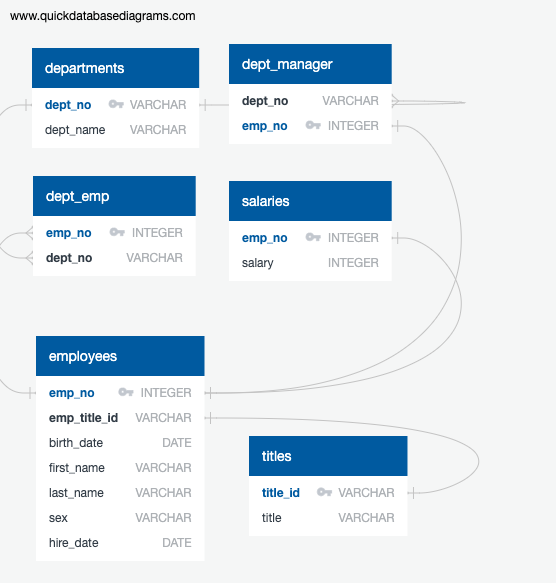 www.quickdatabasediagrams.com
departments
dept_no VARCHAR
dept_name VARCHAR
dept_manager
dept_no VARCHAR
emp_no INTEGER
dept_emp
emp_no INTEGER
dept_no VARCHAR
salaries
emp_no INTEGER
salary INTEGER
employees
emp_no INTEGER
emp_title_id VARCHAR
birth_date DATE
first_name VARCHAR
last_name VARCHAR
sex VARCHAR
hire_date DATE
titles
title_id VARCHAR
title VARCHAR